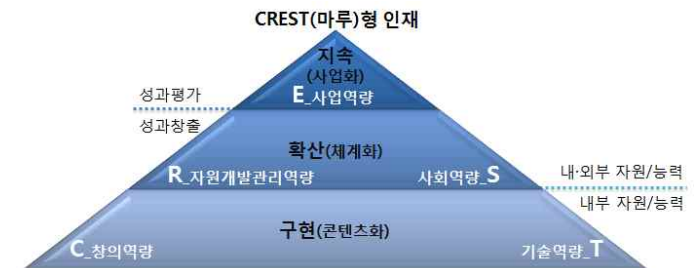 CREST(마루)형 인재
지속
(사업화)
E_사업역량
성과평가
성과창출
확산(체계화)
R_자원개발관리역량
사회역량_S
내·외부 자원/능력
내부 자원/능력
구현(콘텐츠화)
C_창의역량
기술역량_T